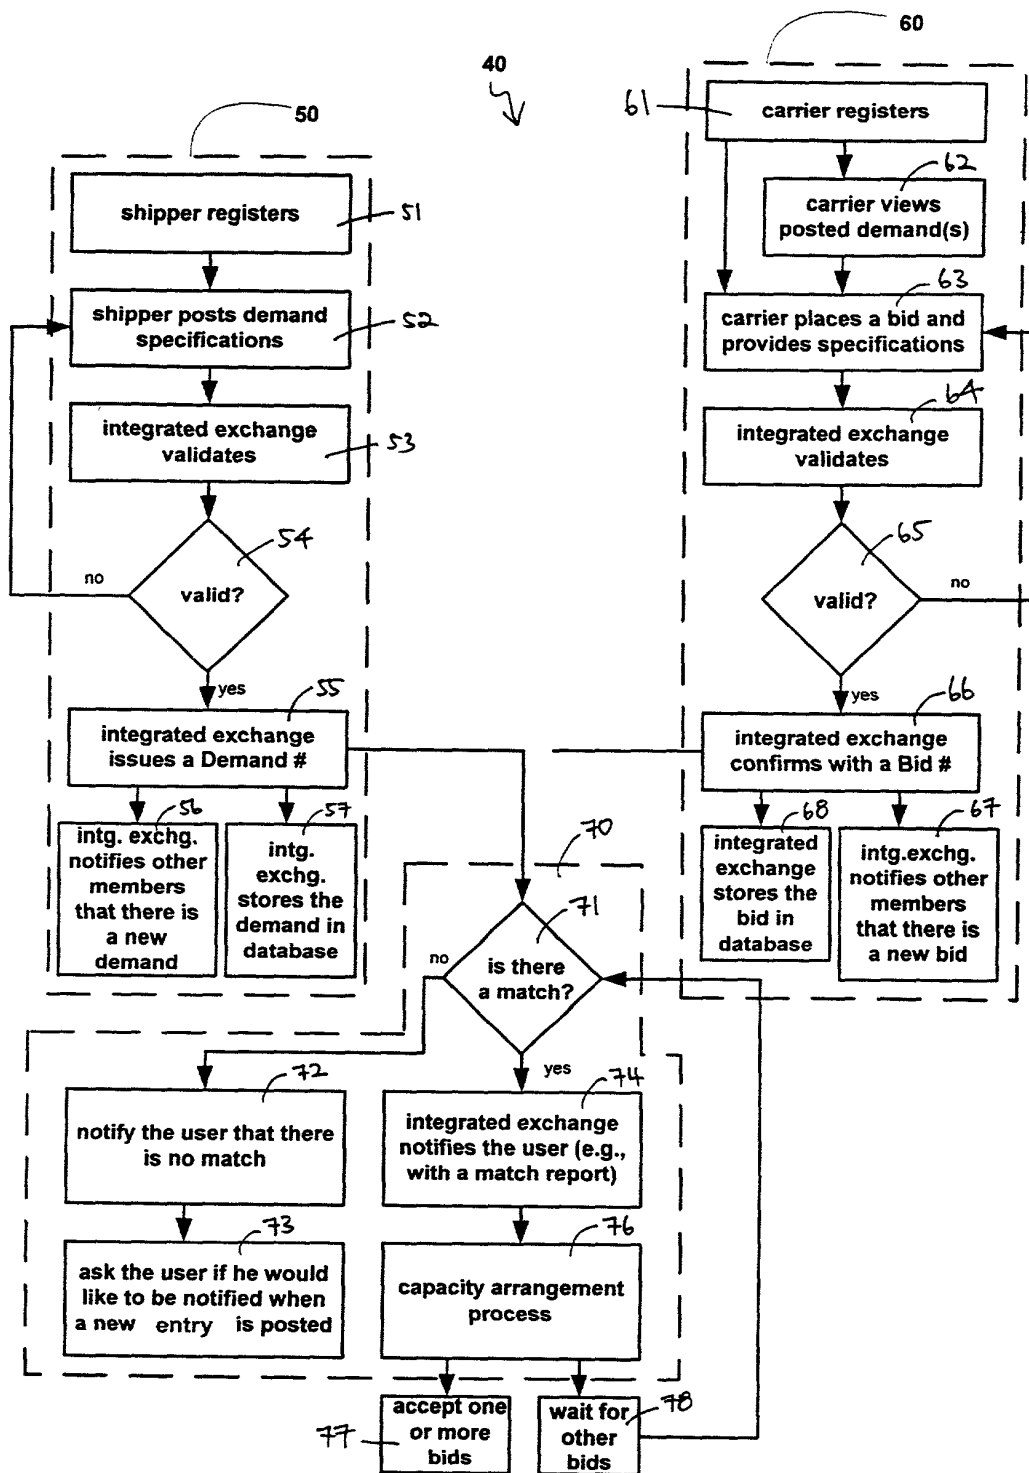 60
40
61
carrier registers
50
62
carrier views
posted demand(s)
shipper registers
51
63
carrier places a bid and
provides specifications
shipper posts demand
specifications
52
64
integrated exchange
validates
integrated exchange
validates
53
54
valid?
no
65
valid?
no
yes
55
integrated exchange
issues a Demand #
yes
66
integrated exchange
confirms with a Bid #
56
intg. exchg.
notifies other
members
that there is
a new
demand
57
intg.
exchg.
stores the
demand in
database
68
integrated
exchange
stores the
bid in
database
67
intg.exchg.
notifies other
members
that there is
a new bid
70
71
is there
a match?
no
yes
72
notify the user that there
is no match
74
integrated exchange
notifies the user (e.g.,
with a match report)
73
ask the user if he would
like to be notified when
a new entry is posted
76
capacity arrangement
process
77
accept one
or more
bids
78
wait for
other
bids